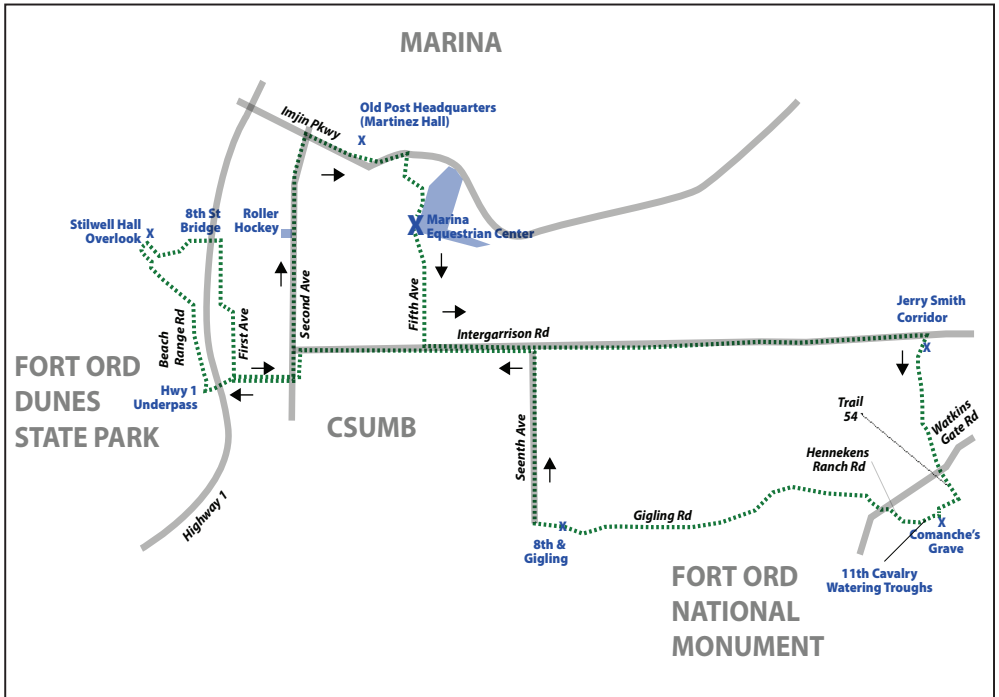 MARINA
Old Post Headquarters
(Martinez Hall)
Imjin Pkwy
X
Stilwell Hall
Overlook
X
8th St
Bridge
Roller
Hockey
X
Marina
Equestrian Center
Beach
Range Rd
First Ave
Second Ave
Fifth Ave
Intergarrison Rd
Jerry Smith
Corridor
X
FORT ORD
DUNES
STATE PARK
Hwy 1
Underpass
CSUMB
Seenth Ave
Trail
54
Watkins
Gate Rd
Hennekens
Ranch Rd
Highway 1
X
8th &
Gigling
Gigling Rd
X
Comanche's
Grave
11th Cavalry
Watering Troughs
FORT ORD
NATIONAL
MONUMENT